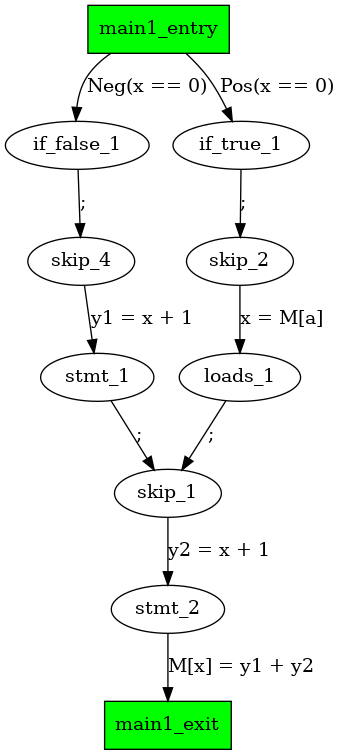 main1_entry
Neg(x == 0)
Pos(x == 0)
if_false_1
if_true_1
;
;
skip_4
skip_2
y1 = x + 1
x = M[a]
stmt_1
loads_1
;
;
skip_1
y2 = x + 1
stmt_2
M[x] = y1 + y2
main1_exit